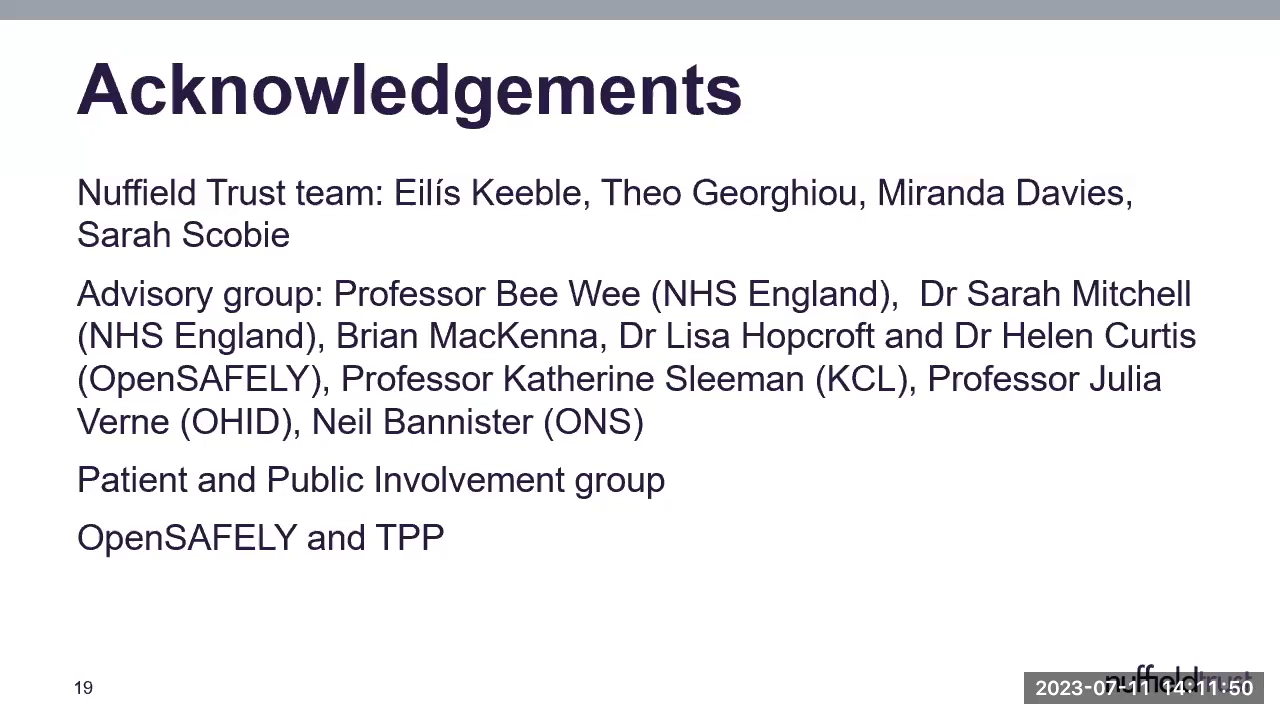 Acknowledgements
Nuffield Trust team: Eilís Keeble, Theo Georghiou, Miranda Davies,
Sarah Scobie
Advisory group: Professor Bee Wee (NHS England),  Dr Sarah Mitchell
(NHS England), Brian MacKenna, Dr Lisa Hopcroft and Dr Helen Curtis
(OpenSAFELY), Professor Katherine Sleeman (KCL), Professor Julia
Verne (OHID), Neil Bannister (ONS)
Patient and Public Involvement group
OpenSAFELY and TPP
19
nuffieldtrust
2023-07-11 14:11:50